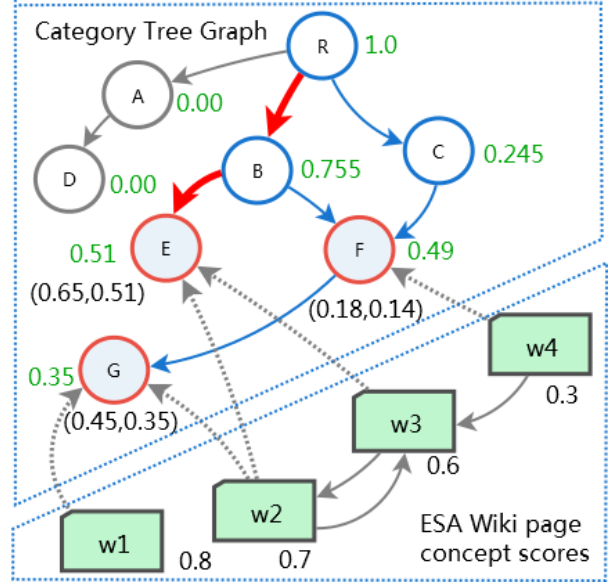 Category Tree Graph
R
1.0
A
0.00
D
0.00
B
0.755
C
0.245
E
0.51
(0.65,0.51)
F
0.49
(0.18,0.14)
G
0.35
(0.45,0.35)
w4
0.3
w3
0.6
w2
0.7
w1
0.8
ESA Wiki page
concept scores